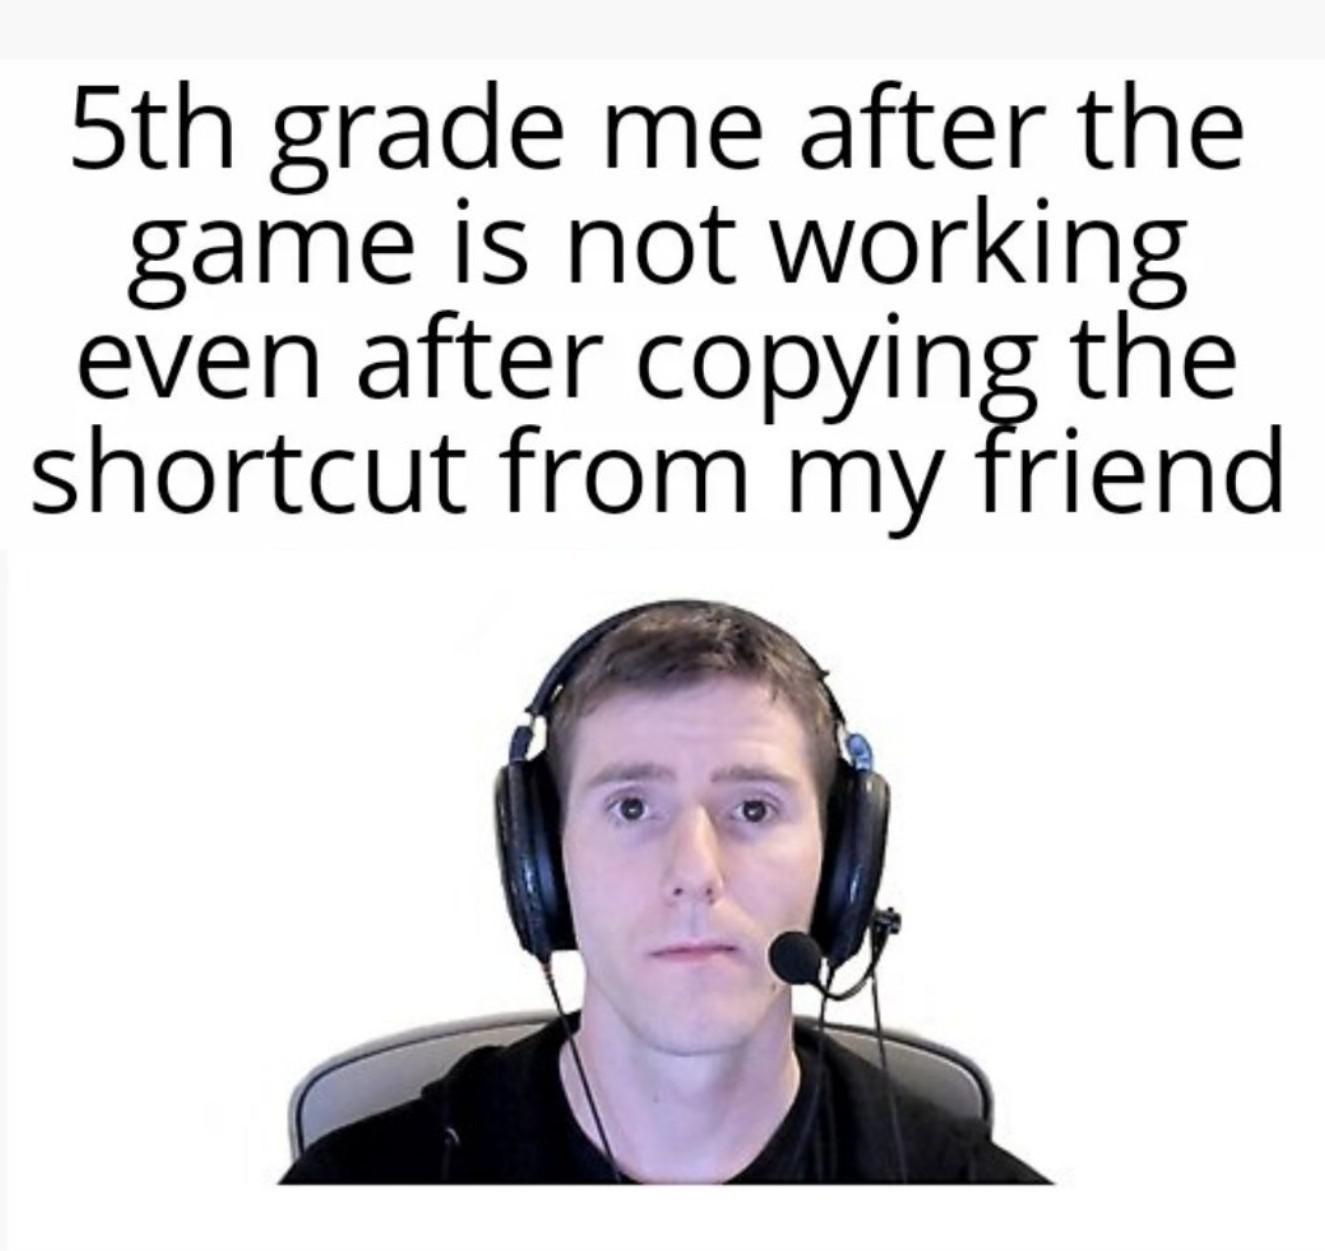 5th grade me after the
game is not working
even after copying the
shortcut from my friend